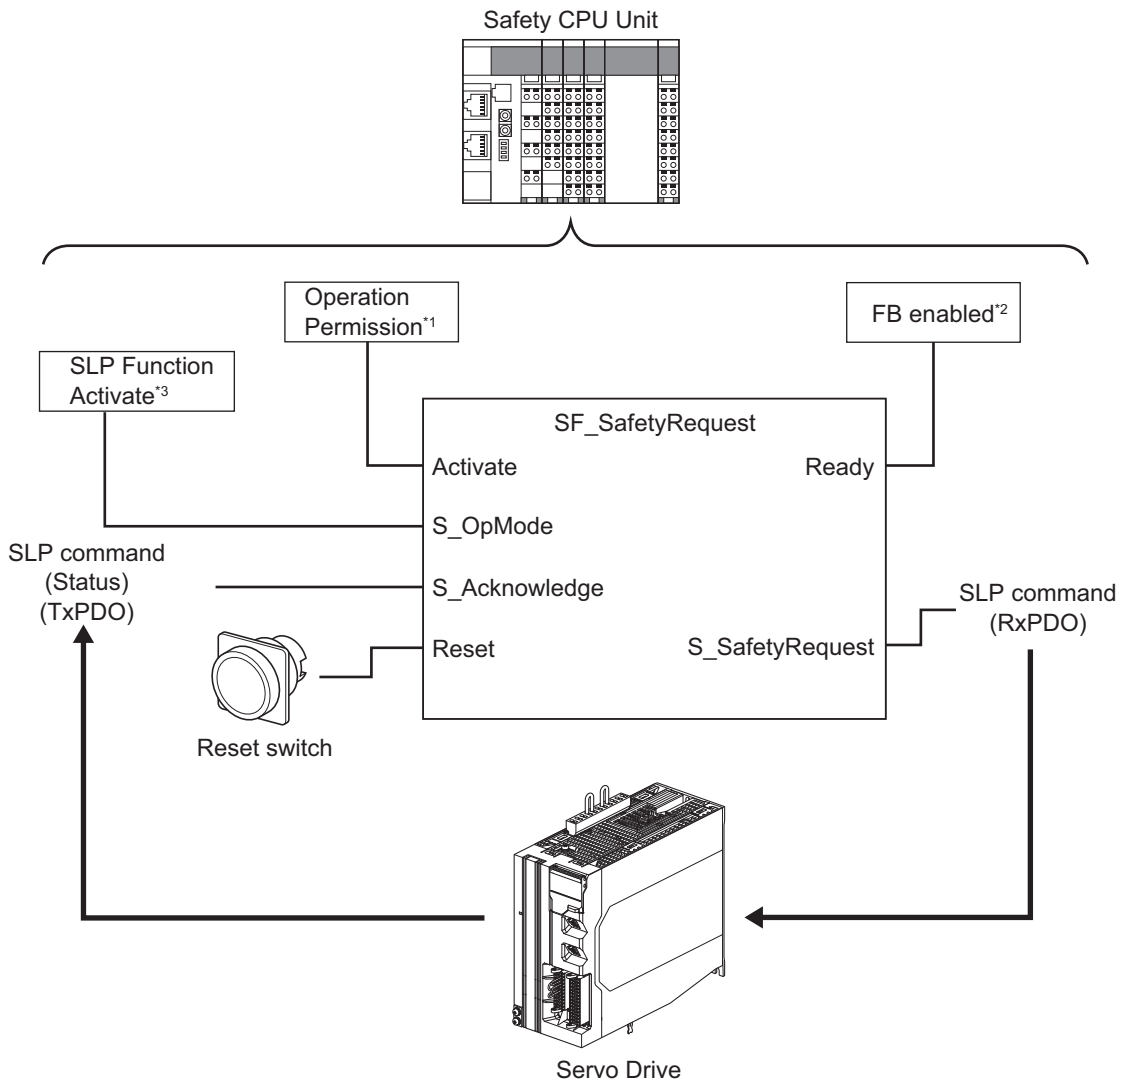 Safety CPU Unit
Operation
Permission*1
FB enabled*2
SLP Function
Activate*3
SF_SafetyRequest
Activate
Ready
S_OpMode
SLP command
(Status)
(TxPDO)
S_Acknowledge
SLP command
(RxPDO)
Reset
S_SafetyRequest
Reset switch
Servo Drive